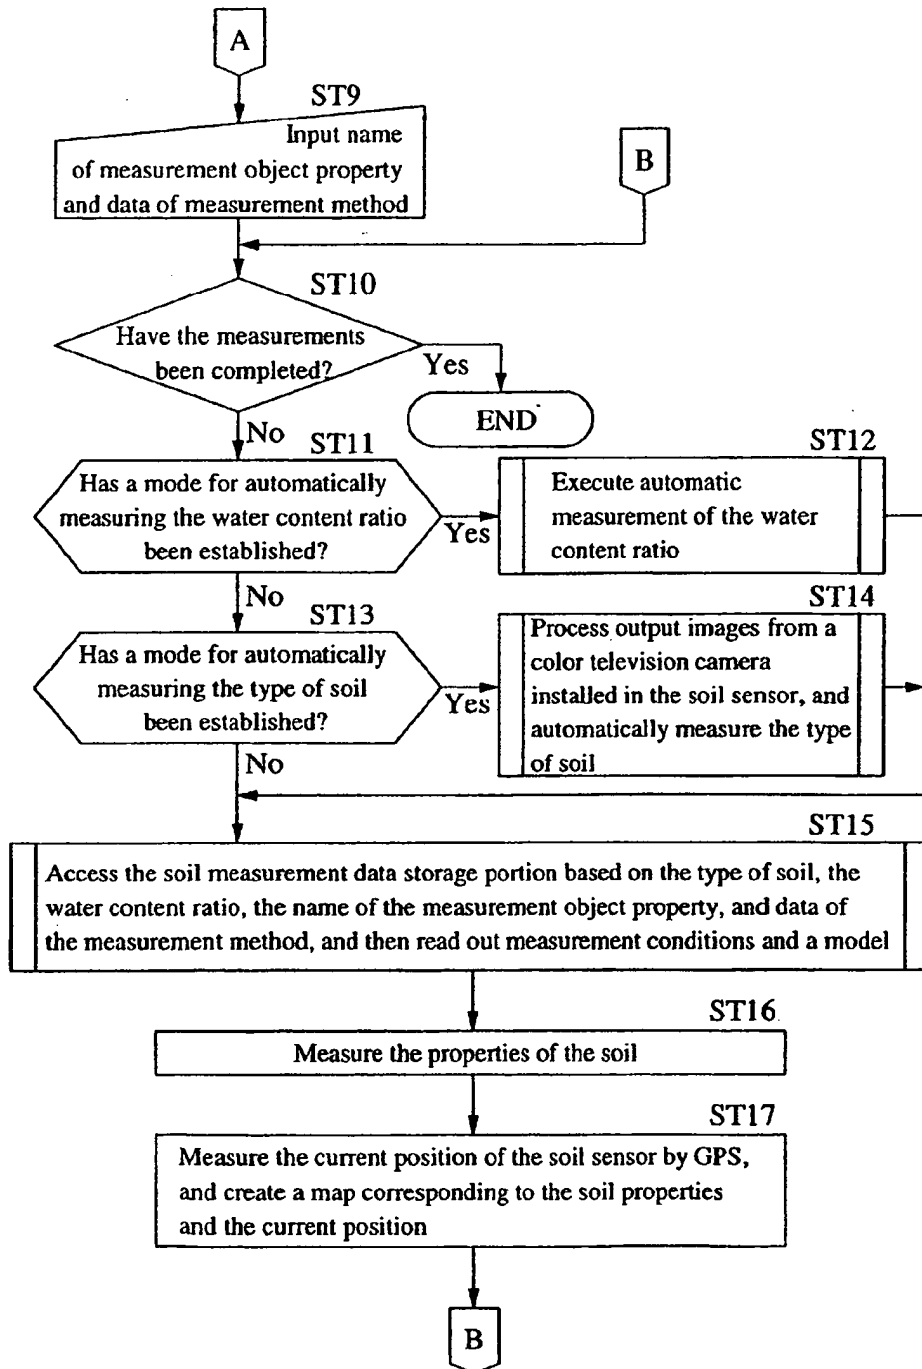 A
ST9
Input name
of measurement object property
and data of measurement method
B
ST10
Have the measurements
been completed?
Yes
END
No
ST11
Has a mode for automatically
measuring the water content ratio
been established?
Yes
ST12
Execute automatic
measurement of the water
content ratio
No
ST13
Has a mode for automatically
measuring the type of soil
been established?
Yes
ST14
Process output images from a
color television camera
installed in the soil sensor, and
automatically measure the type
of soil
No
ST15
Access the soil measurement data storage portion based on the type of soil, the
water content ratio, the name of the measurement object property, and data of
the measurement method, and then read out measurement conditions and a model
ST16
Measure the properties of the soil
ST17
Measure the current position of the soil sensor by GPS,
and create a map corresponding to the soil properties
and the current position
B